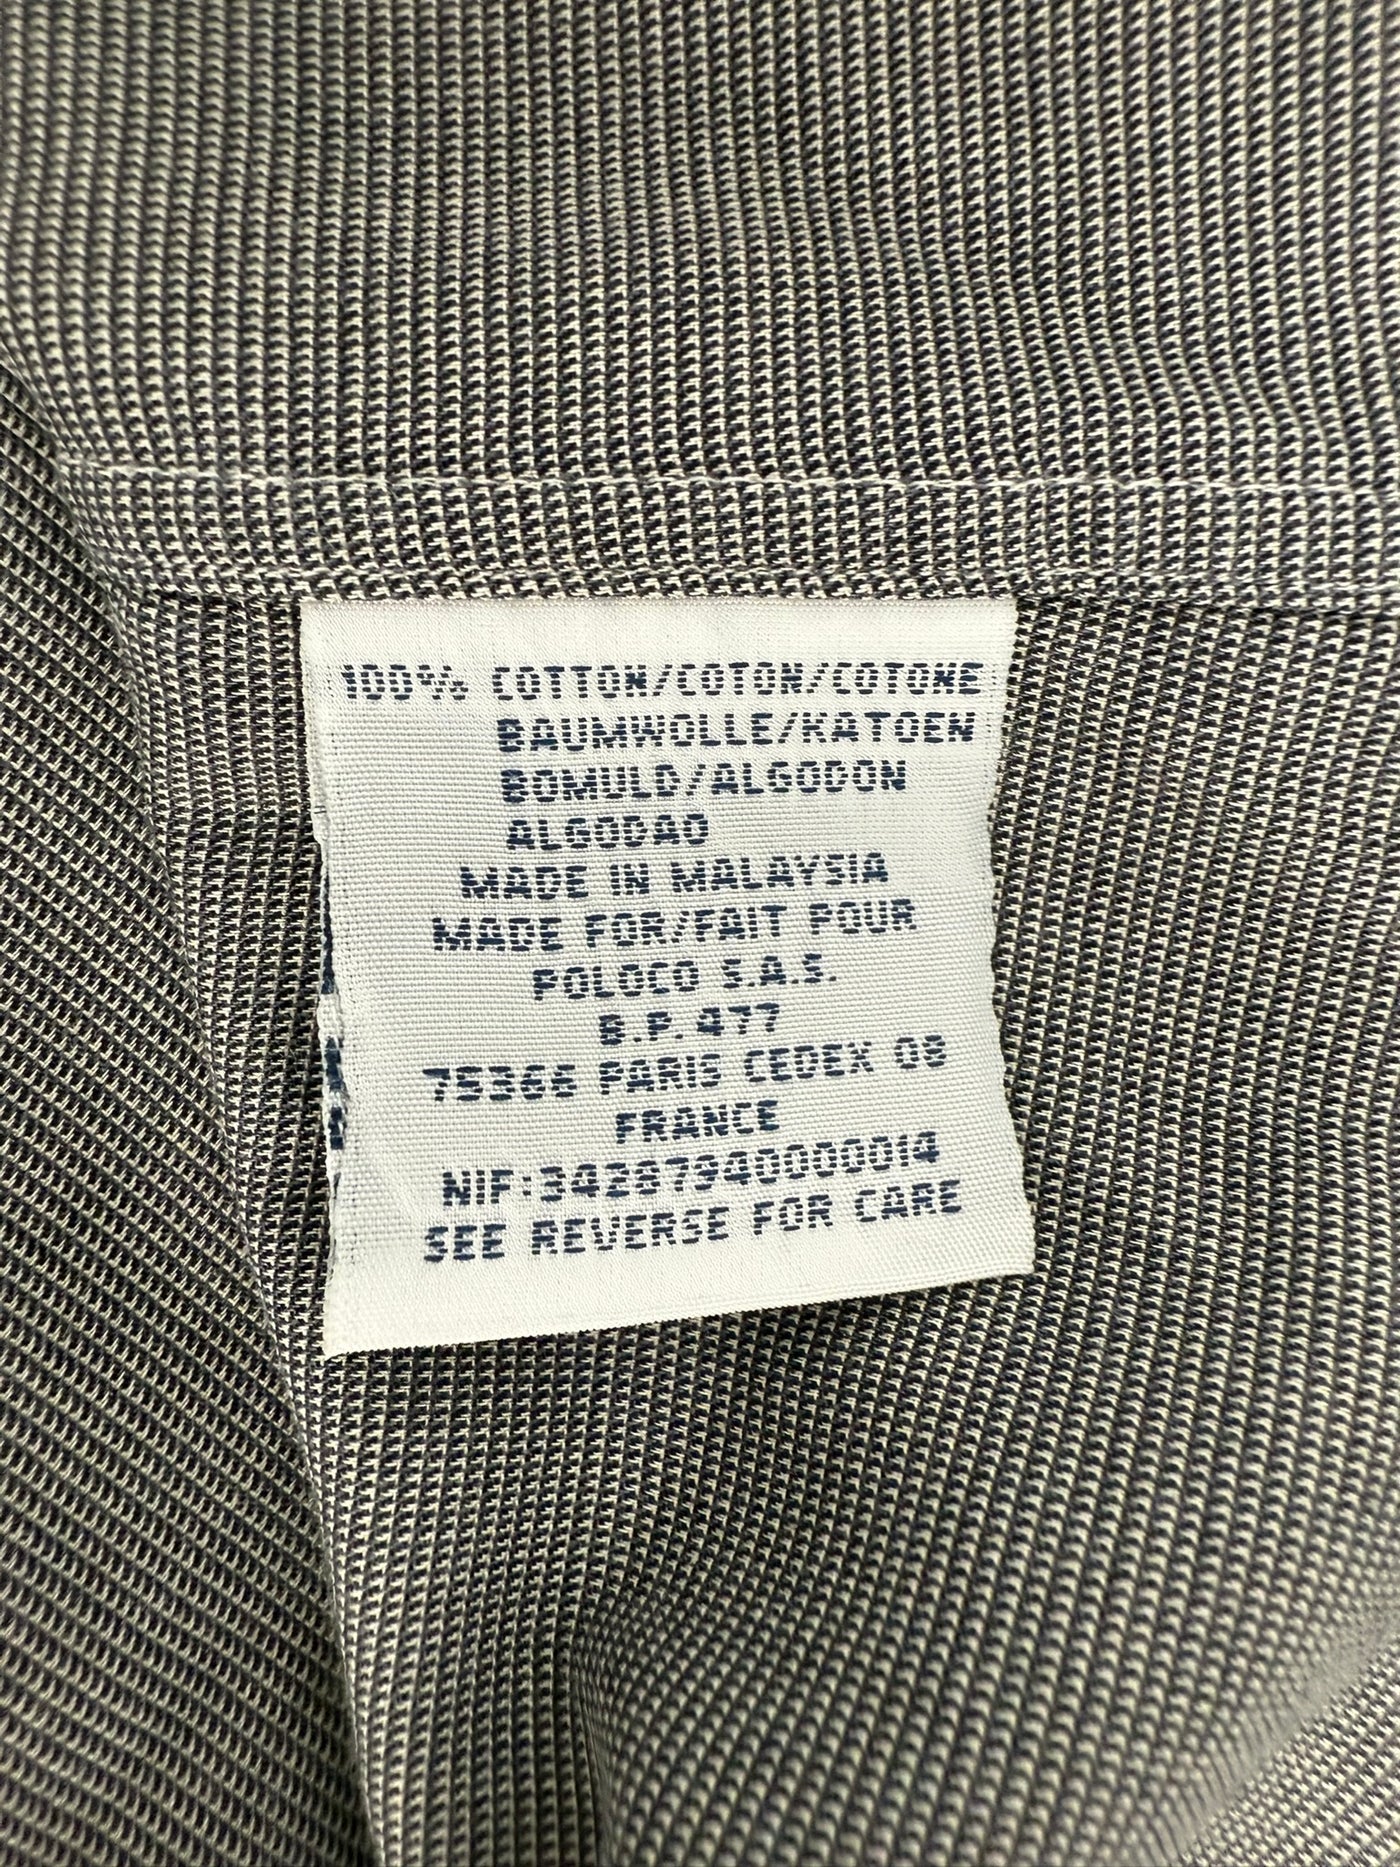 100% COTTON/COTON/COTONE
BAUMWOLLE/KATOEN
BOMULD/ALGODON
ALGODAO
MADE IN MALAYSIA
MADE FOR/FAIT POUR
POLOCO S.A.S.
B.P. 477
75366 PARIS CEDEX 08
FRANCE
NIF:34287940000014
SEE REVERSE FOR CARE